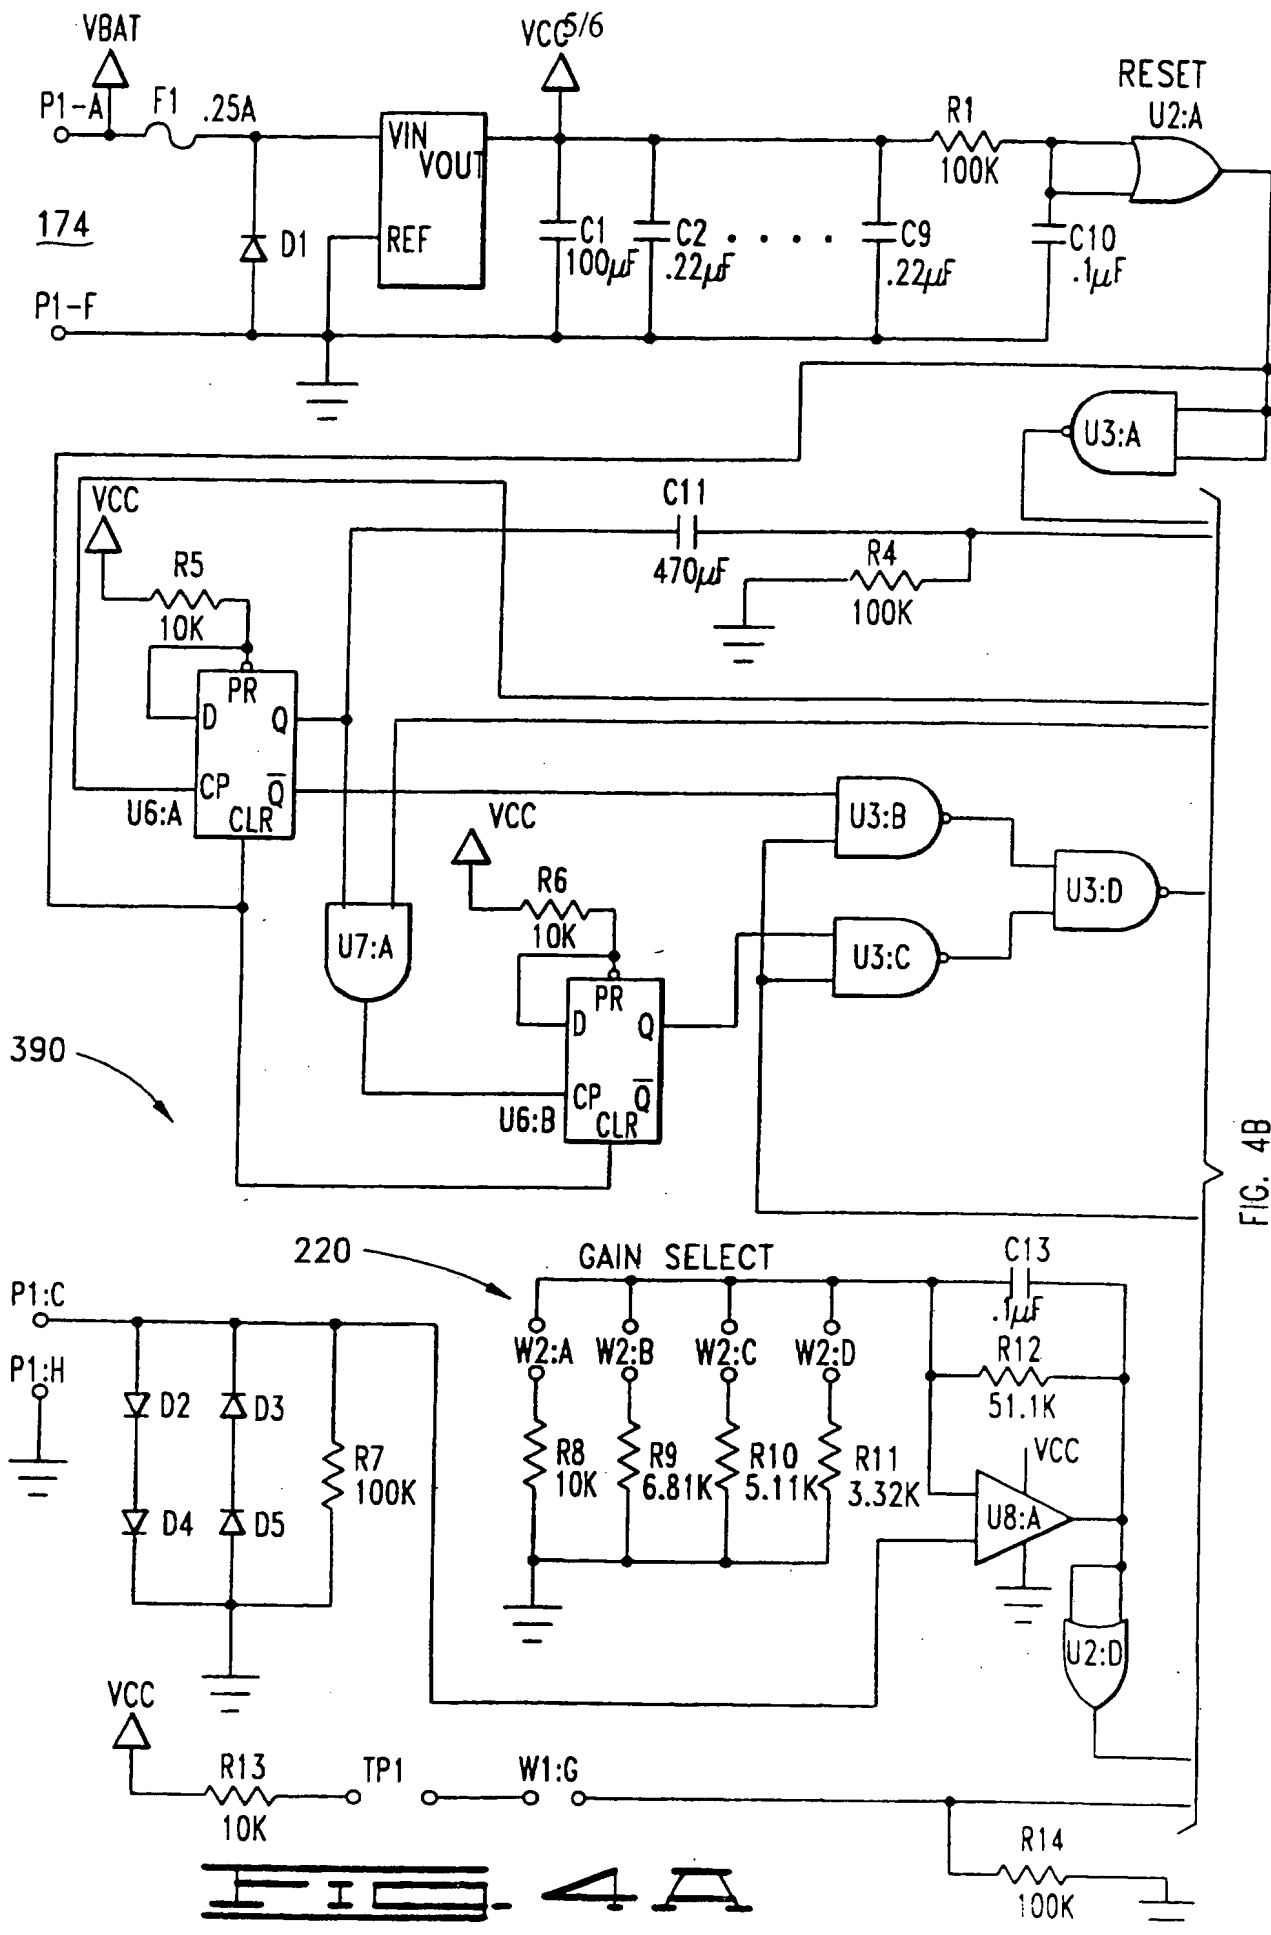 5/6
VBAT
VCC
RESET
U2:A
P1-A
F1
.25A
VIN
VOUT
REF
R1
100K
174
D1
C1
100µF
C2
.22µF
. . . .
C9
.22µF
C10
.1µF
P1-F
U3:A
VCC
C11
470µF
R5
10K
R4
100K
PR
D
Q
CP
Q̅
CLR
U6:A
VCC
U3:B
R6
10K
U3:D
U7:A
U3:C
PR
D
Q
390
CP
Q̅
CLR
U6:B
FIG. 4B
220
GAIN SELECT
C13
.1µF
P1:C
W2:A
W2:B
W2:C
W2:D
R12
51.1K
P1:H
D2
D3
R7
100K
R8
10K
R9
6.81K
R10
5.11K
R11
3.32K
VCC
U8:A
D4
D5
U2:D
VCC
R13
10K
TP1
W1:G
R14
100K
FIG. 4A